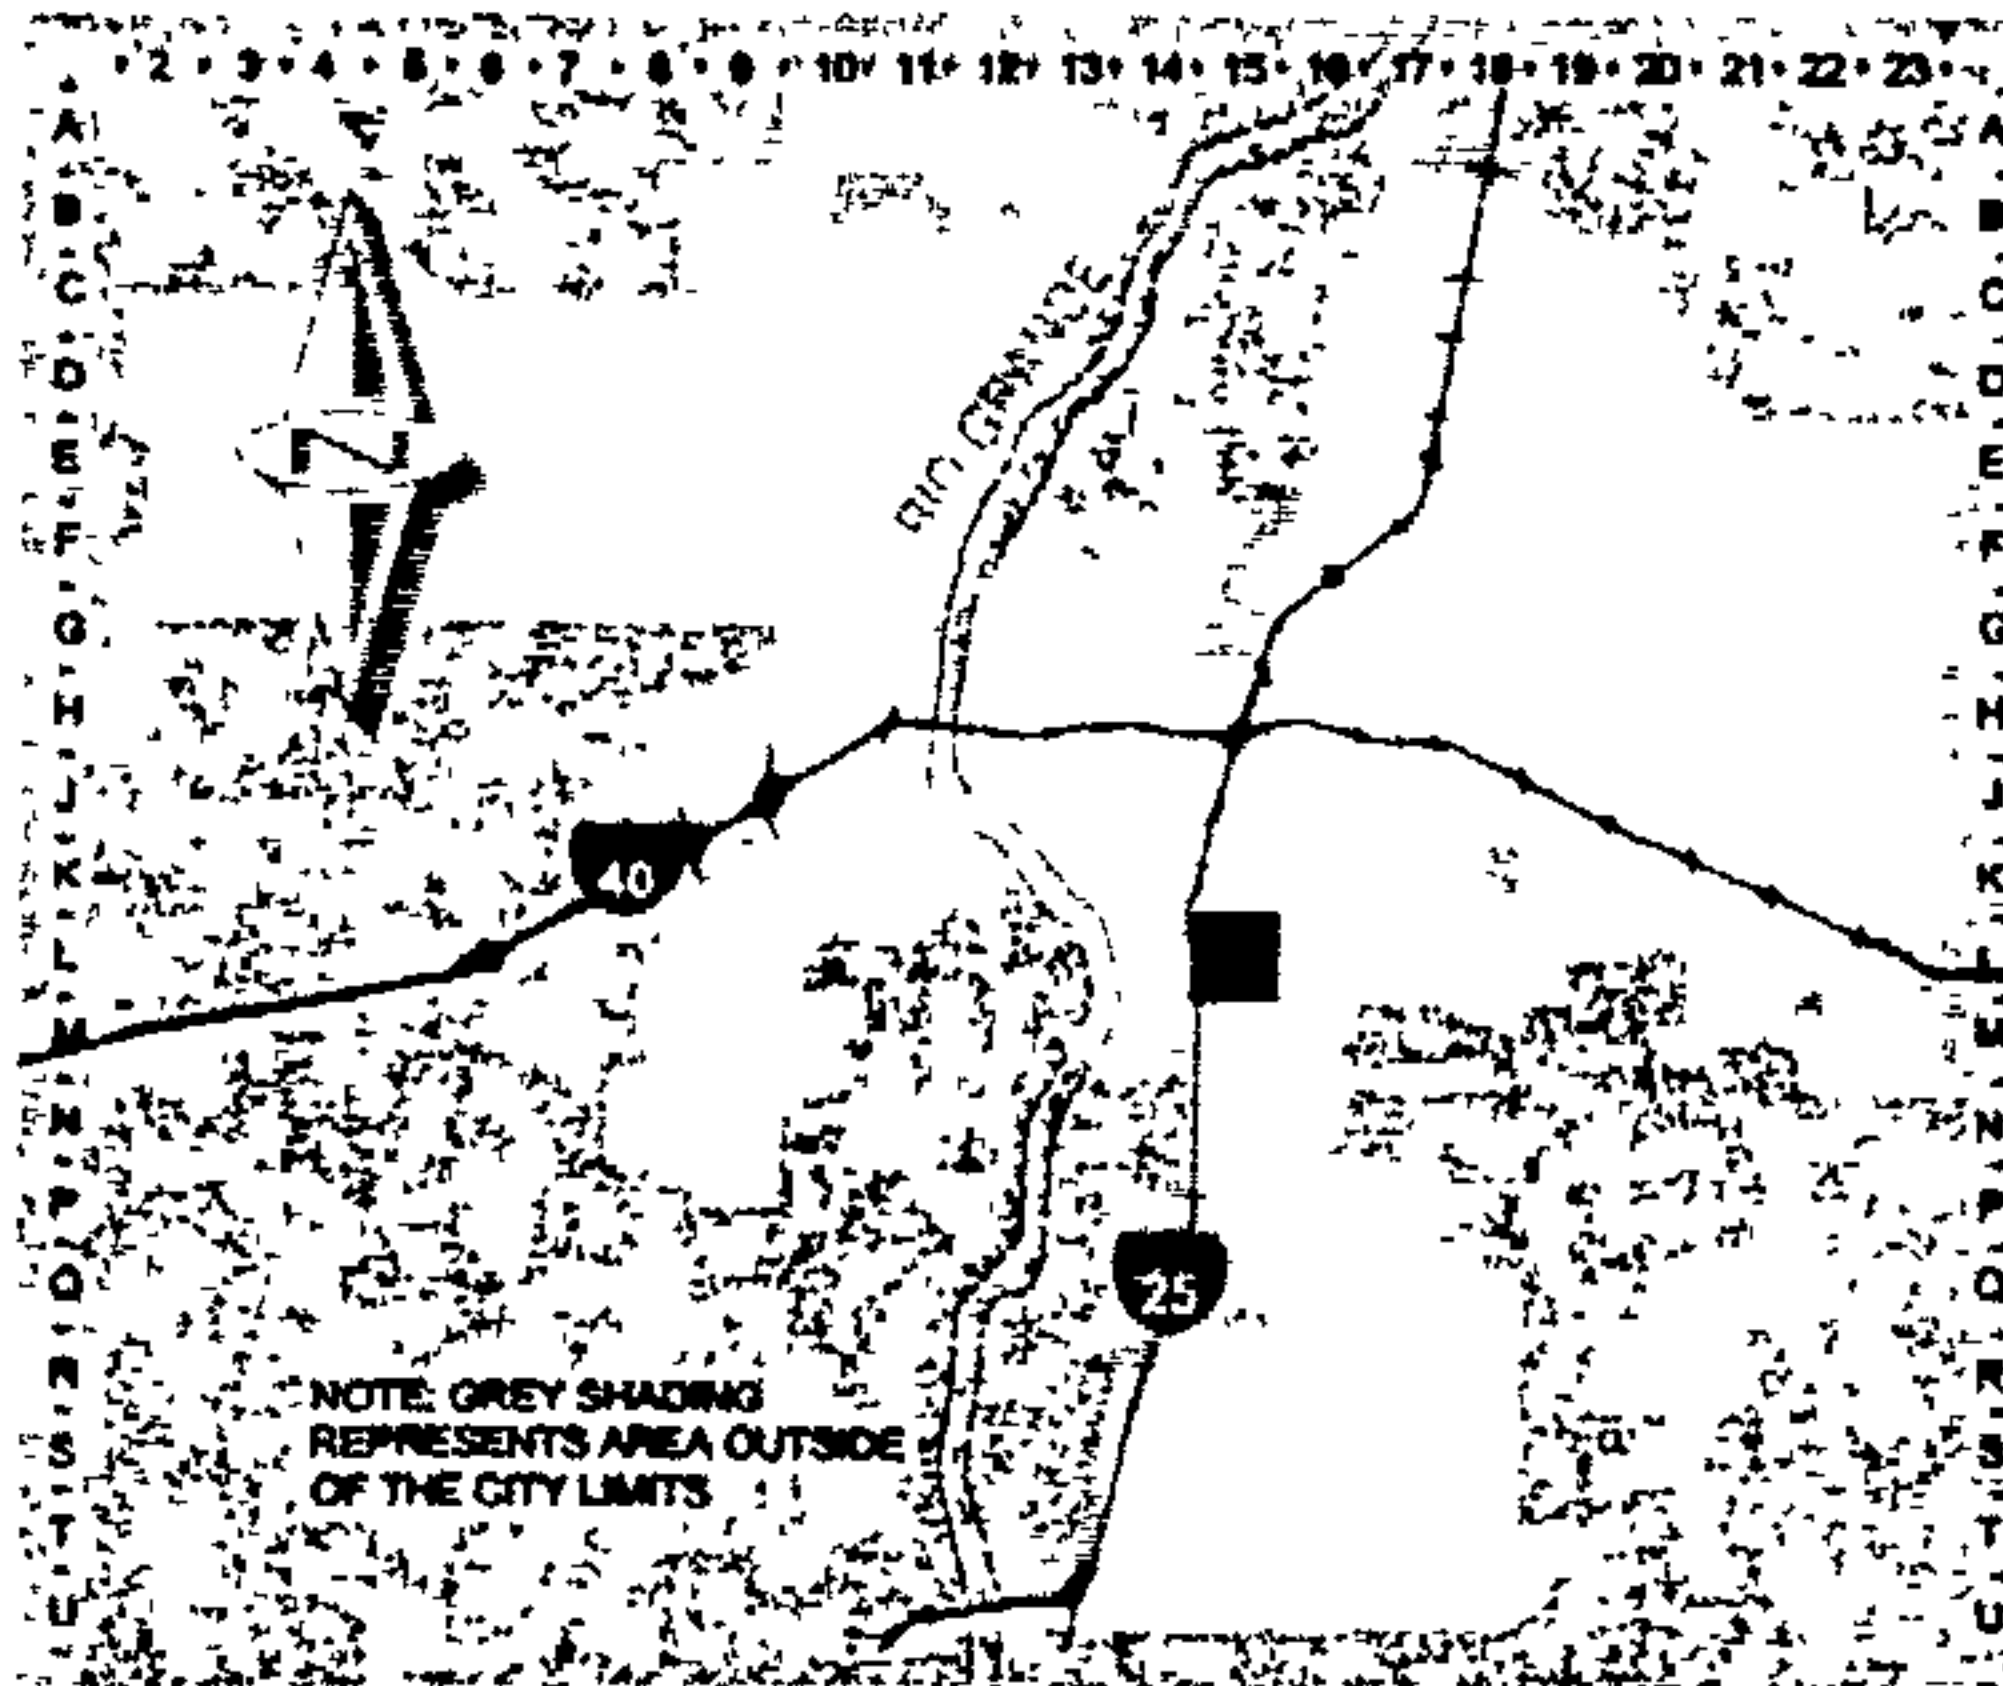 2 3 4 5 6 7 8 9 10 11 12 13 14 15 16 17 18 19 20 21 22 23
A A
B B
C C
D D
E E
F F
G G
H H
J J
K K
L L
M M
N N
P P
Q Q
R R
S S
T T
U U
N
RIO GRANDE
40
25
NOTE: GREY SHADING
REPRESENTS AREA OUTSIDE
OF THE CITY LIMITS